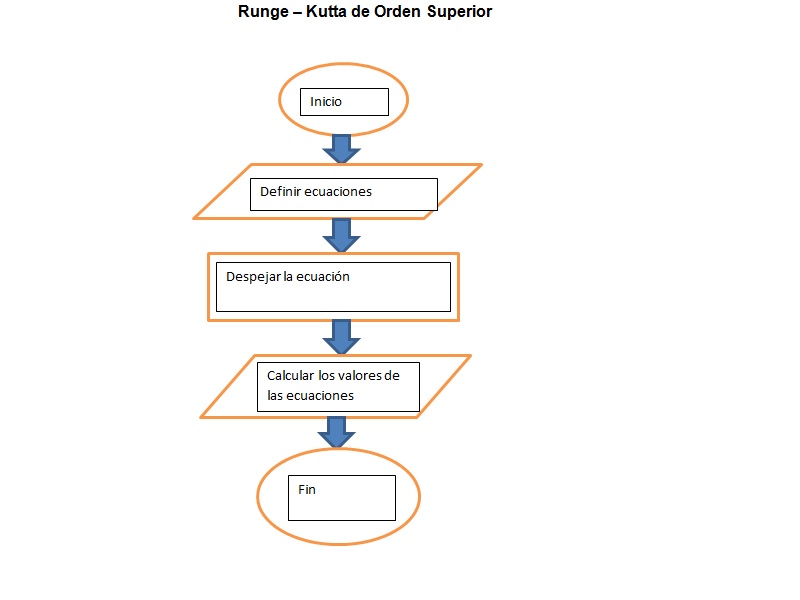 Runge – Kutta de Orden Superior
Inicio
Definir ecuaciones
Despejar la ecuación
Calcular los valores de
las ecuaciones
Fin